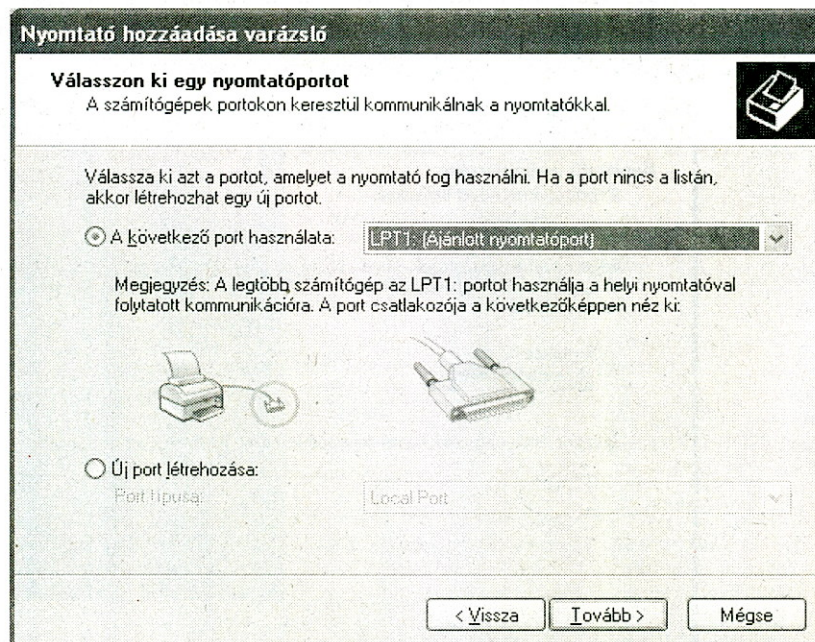 Nyomtató hozzáadása varázsló
Válasszon ki egy nyomtatóportot
A számítógépek portokon keresztül kommunikálnak a nyomtatókkal.
Válassza ki azt a portot, amelyet a nyomtató fog használni. Ha a port nincs a listán,
akkor létrehozhat egy új portot.
A következő port használata: LPT1: (Ajánlott nyomtatóport)
Megjegyzés: A legtöbb számítógép az LPT1: portot használja a helyi nyomtatóval
folytatott kommunikációra. A port csatlakozója a következőképpen néz ki:
Új port létrehozása:
Port típusa: Local Port
< Vissza Tovább > Mégse